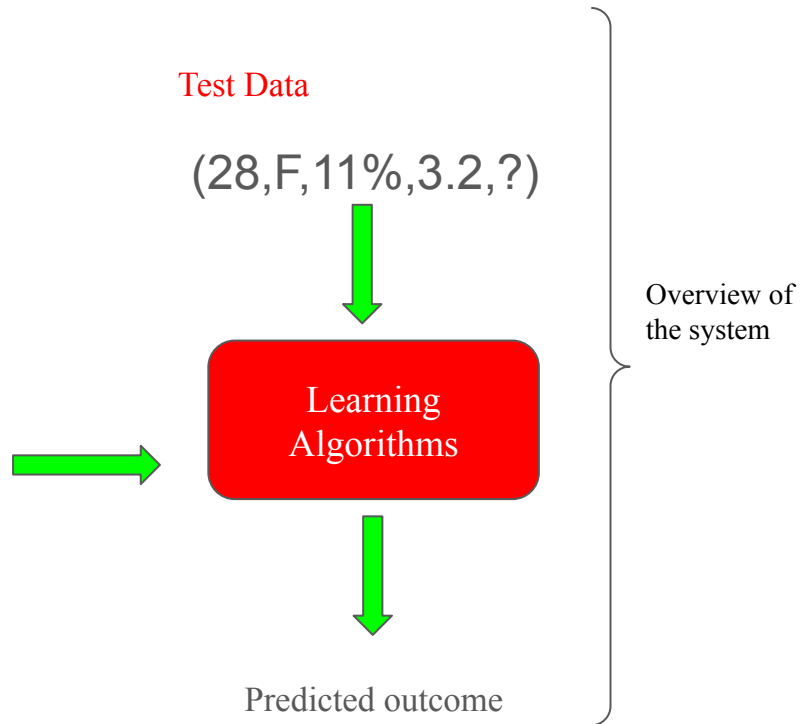 Test Data
(28,F,11%,3.2,?)
Overview of
the system
Learning
Algorithms
Predicted outcome